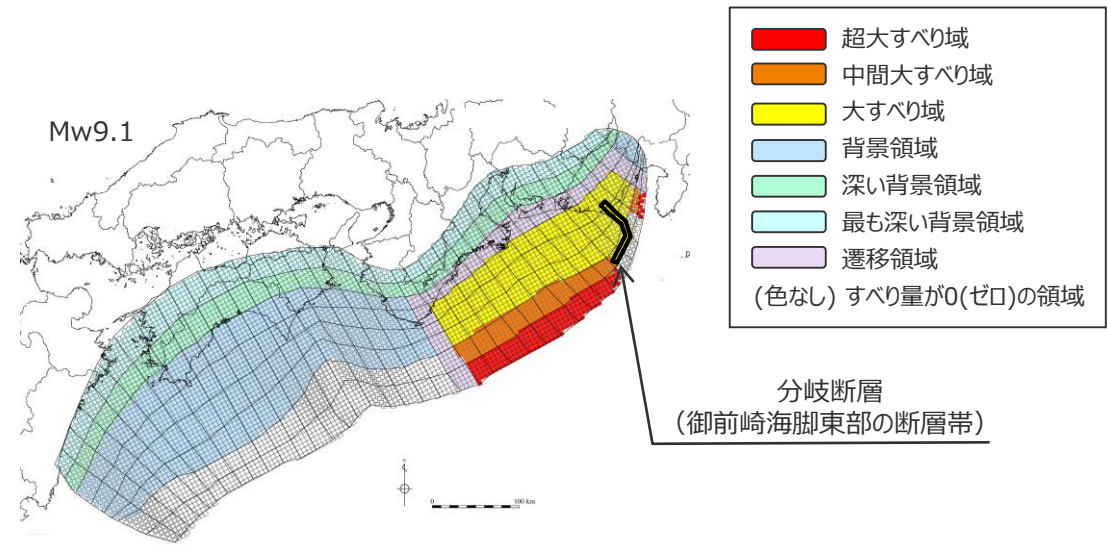 Mw9.1
超大すべり域
中間大すべり域
大すべり域
背景領域
深い背景領域
最も深い背景領域
遷移領域
(色なし) すべり量が0(ゼロ)の領域
分岐断層
（御前崎海脚東部の断層帯）
0 100 km